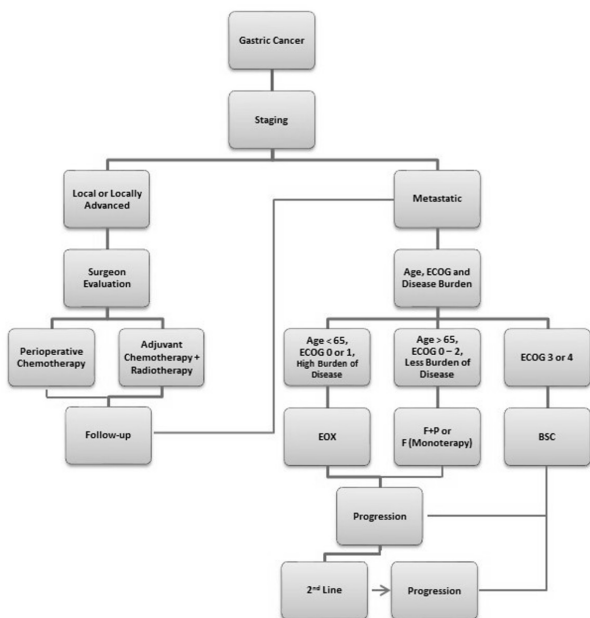 Gastric Cancer
Staging
Local or Locally
Advanced
Metastatic
Surgeon
Evaluation
Age, ECOG and
Disease Burden
Perioperative
Chemotherapy
Adjuvant
Chemotherapy +
Radiotherapy
Age < 65,
ECOG 0 or 1,
High Burden of
Disease
Age > 65,
ECOG 0 – 2,
Less Burden of
Disease
ECOG 3 or 4
Follow-up
EOX
F+P or
F (Monoterapy)
BSC
Progression
2nd Line
Progression